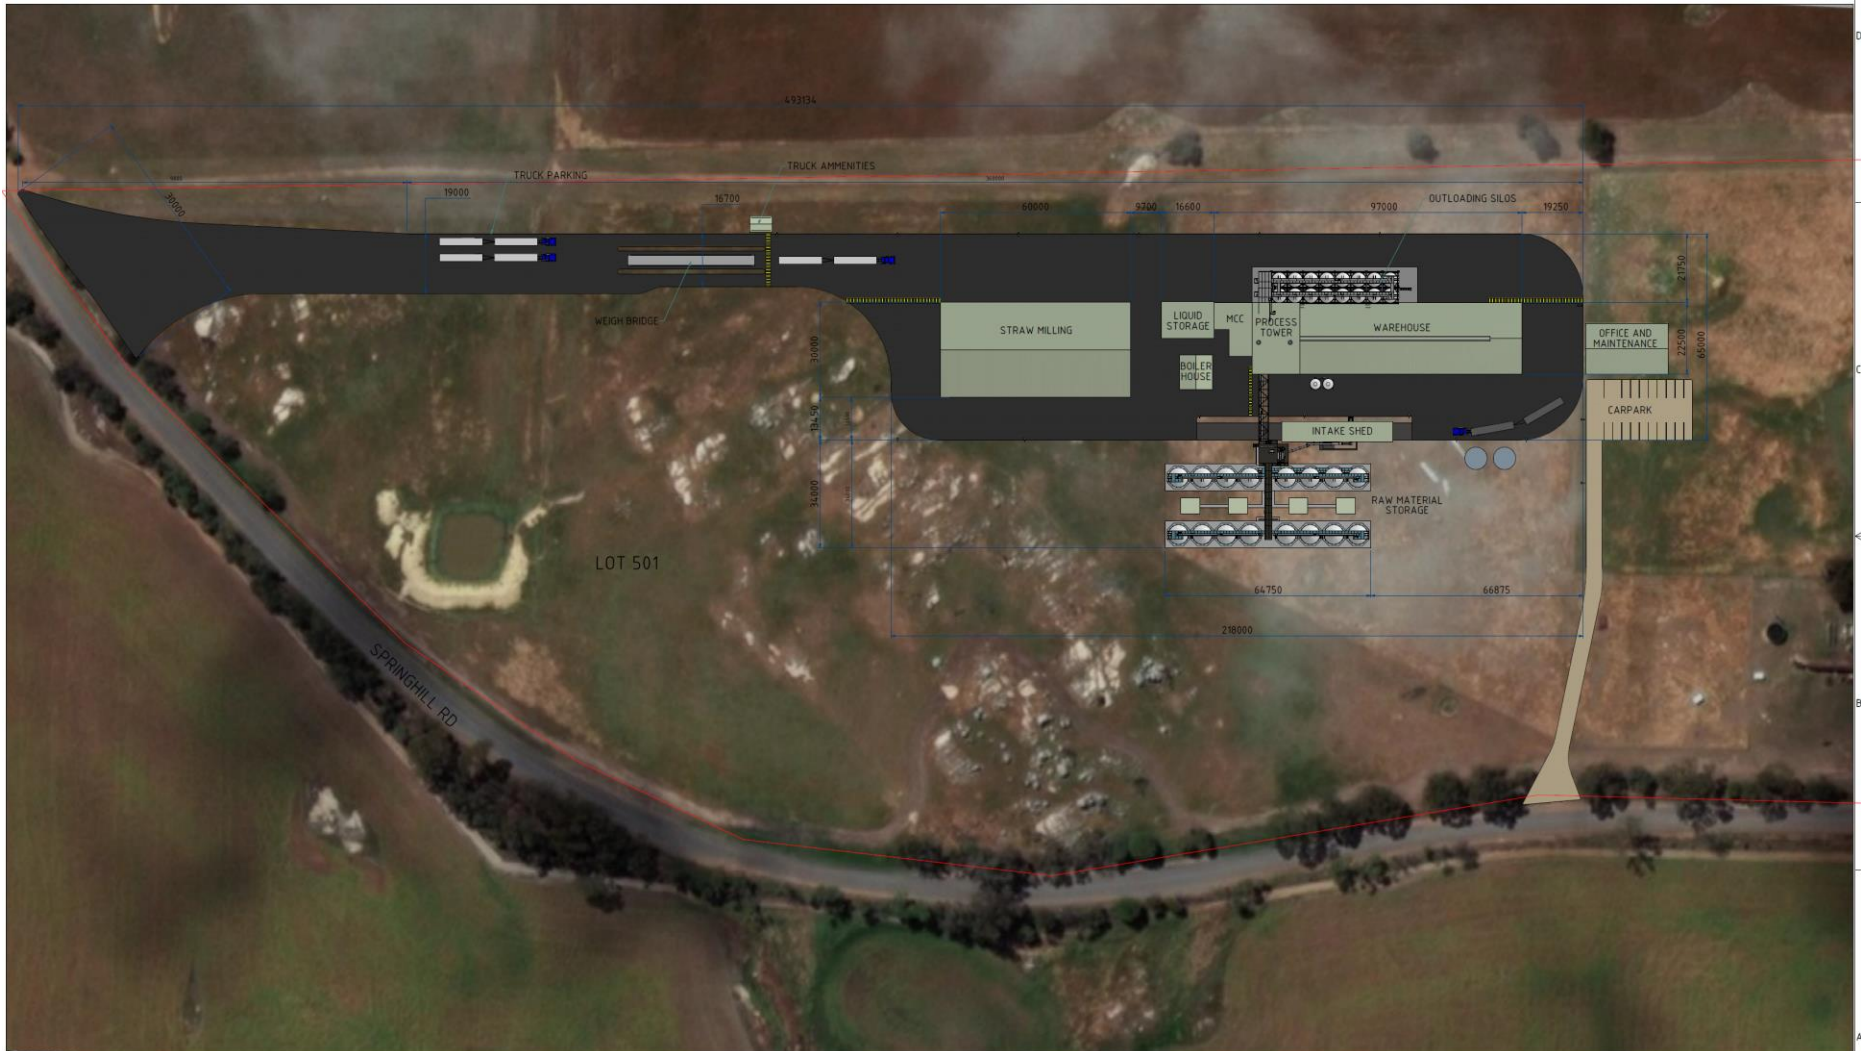 D
493134
TRUCK AMMENITIES
TRUCK PARKING
19000
16700
30000
OUTLOADING SILOS
60000
9700
16600
97000
19250
21750
LIQUID
STORAGE
MCC
PROCESS
TOWER
WAREHOUSE
STRAW MILLING
WEIGH BRIDGE
OFFICE AND
MAINTENANCE
22500
65000
30000
BOILER
HOUSE
C
CARPARK
13450
INTAKE SHED
34000
RAW MATERIAL
STORAGE
LOT 501
64750
66875
218000
SPRINGHILL RD
B
A